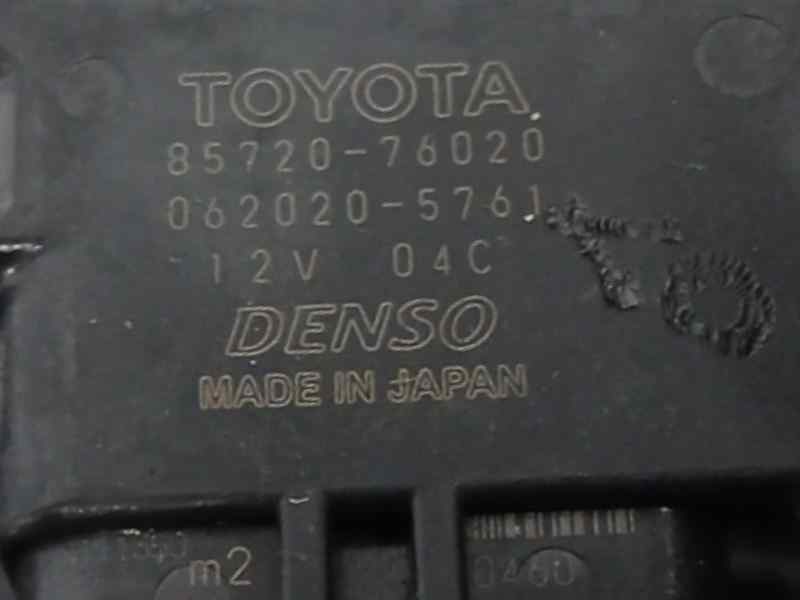 TOYOTA
85720-76020
062020-5761
12V 04C
DENSO
MADE IN JAPAN
m2